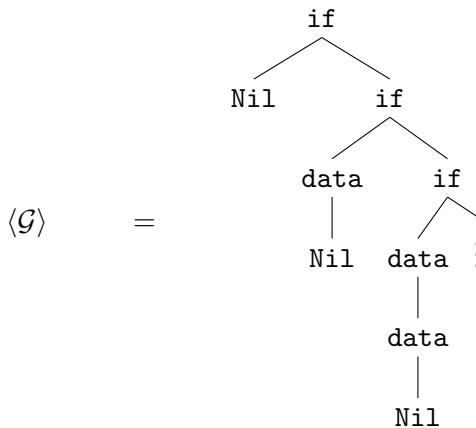 if
Nil if
data if
⟨𝒢⟩ = Nil data
data
Nil